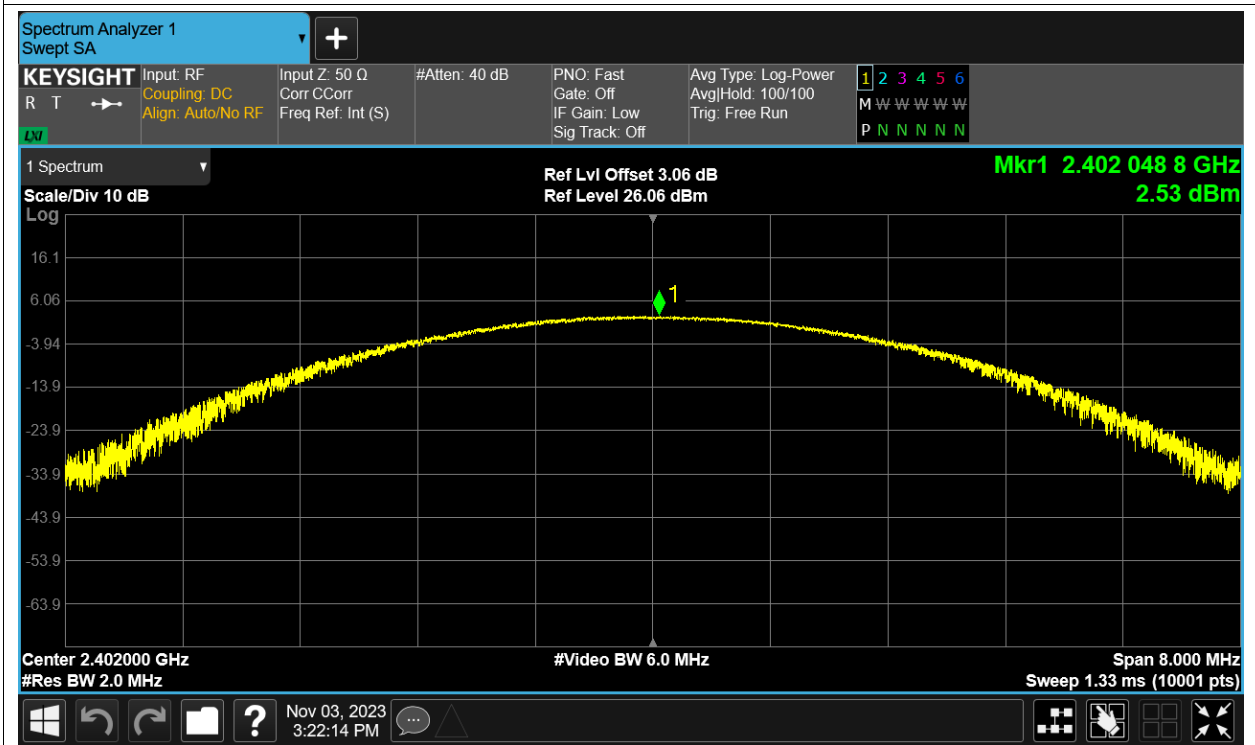 Spectrum Analyzer 1
Swept SA
KEYSIGHT
R T
LXI
Input: RF
Coupling: DC
Align: Auto/No RF
Input Z: 50 Ω
Corr CCorr
Freq Ref: Int (S)
#Atten: 40 dB
PNO: Fast
Gate: Off
IF Gain: Low
Sig Track: Off
Avg Type: Log-Power
Avg|Hold: 100/100
Trig: Free Run
1 2 3 4 5 6
M W W W W W
P N N N N N
1 Spectrum
Scale/Div 10 dB
Log
Ref Lvl Offset 3.06 dB
Ref Level 26.06 dBm
Mkr1 2.402 048 8 GHz
2.53 dBm
16.1
6.06
-3.94
-13.9
-23.9
-33.9
-43.9
-53.9
-63.9
1
Center 2.402000 GHz
#Res BW 2.0 MHz
#Video BW 6.0 MHz
Span 8.000 MHz
Sweep 1.33 ms (10001 pts)
?
Nov 03, 2023
3:22:14 PM